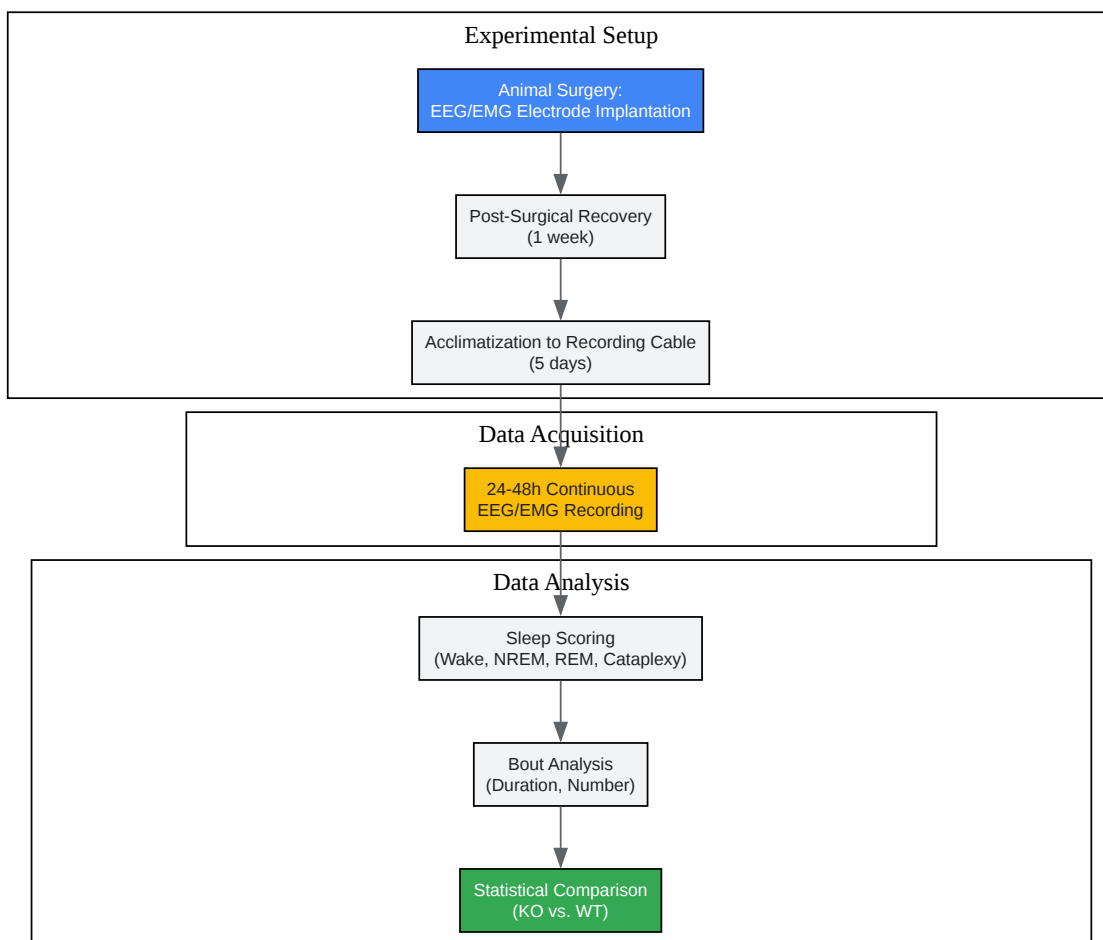 Experimental Setup
Animal Surgery:
EEG/EMG Electrode Implantation
Post-Surgical Recovery
(1 week)
Acclimatization to Recording Cable
(5 days)
Data Acquisition
24-48h Continuous
EEG/EMG Recording
Data Analysis
Sleep Scoring
(Wake, NREM, REM, Cataplexy)
Bout Analysis
(Duration, Number)
Statistical Comparison
(KO vs. WT)